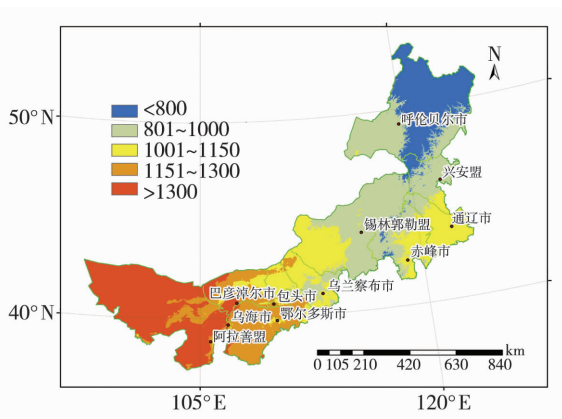 N
50°N
<800
801~1000
1001~1150
1151~1300
>1300
呼伦贝尔市
兴安盟
通辽市
锡林郭勒盟
赤峰市
乌兰察布市
巴彦淖尔市
包头市
鄂尔多斯市
乌海市
阿拉善盟
40°N
km
0 105 210 420 630 840
105°E
120°E